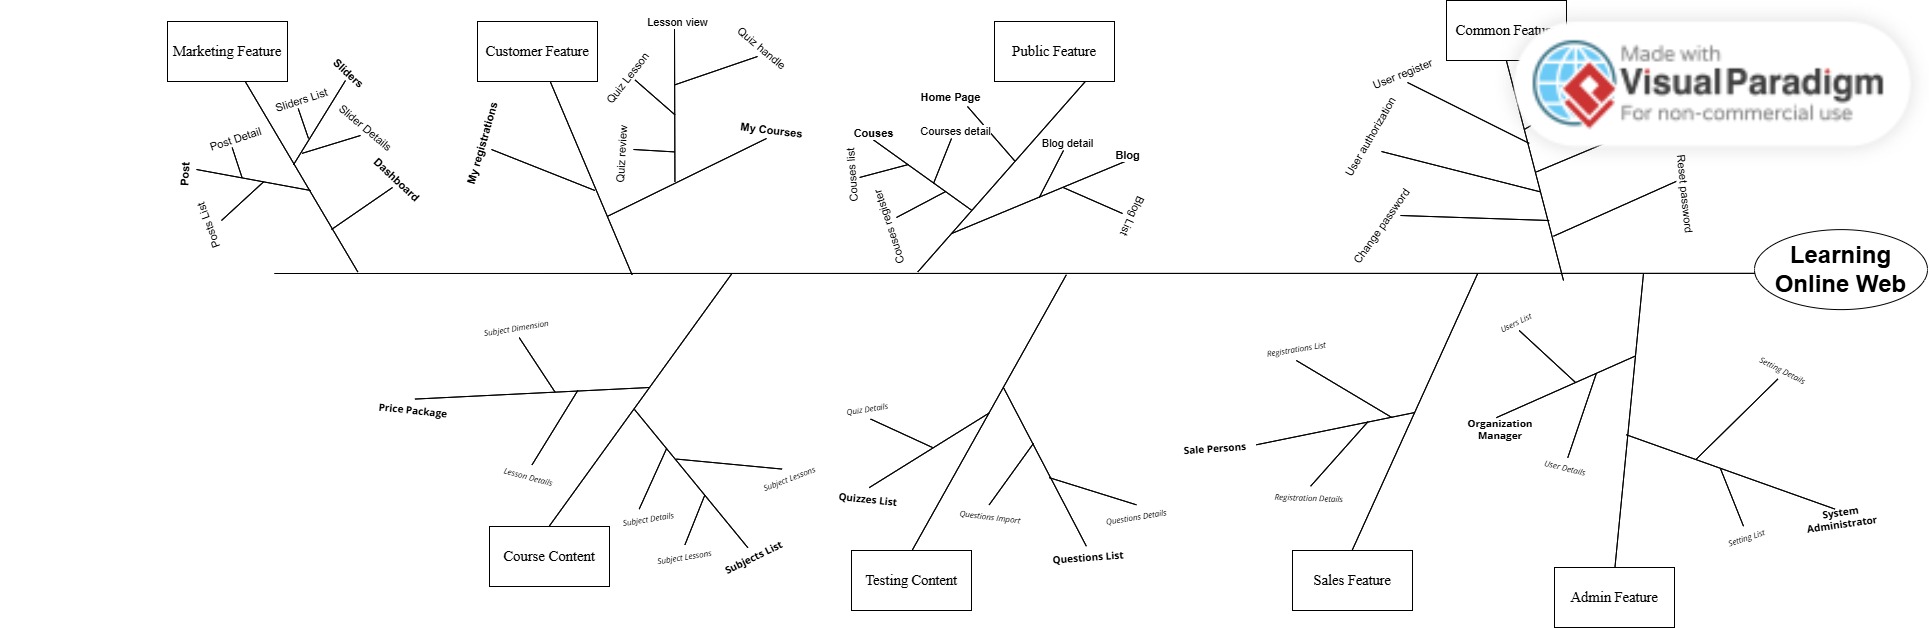 Marketing Feature
Customer Feature
Public Feature
Common Featu
Made with
Visual Paradigm
For non-commercial use
Sliders
Sliders List
Slider Details
Post Detail
Post
Posts List
Dashboard
My registrations
Lesson view
Quiz handle
Quiz Lesson
Quiz review
My Courses
Home Page
Couses
Courses detail
Couses list
Couses register
Blog detail
Blog
Blog List
User register
User authorization
Change password
Reset password
Learning
Online Web
Subject Dimension
Price Package
Lesson Details
Subject Details
Subject Lessons
Subject Lessons
Subjects List
Course Content
Quiz Details
Quizzes List
Questions Import
Questions Details
Questions List
Testing Content
Registrations List
Sale Persons
Registration Details
Sales Feature
Users List
Organization
Manager
User Details
Setting Details
Setting List
System
Administrator
Admin Feature